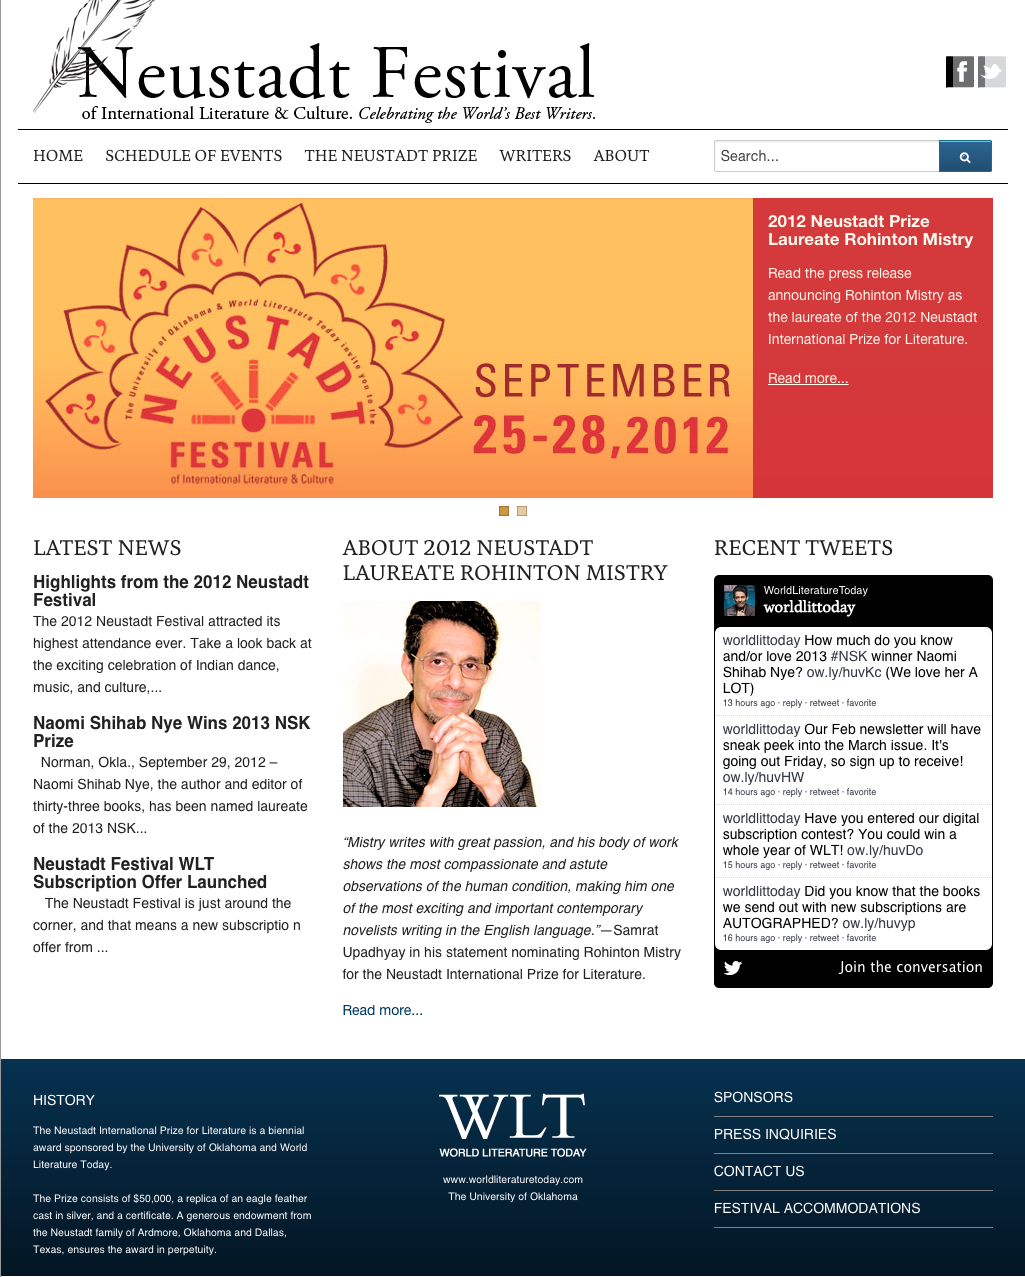 Neustadt Festival
of International Literature & Culture. Celebrating the World's Best Writers.
HOME SCHEDULE OF EVENTS THE NEUSTADT PRIZE WRITERS ABOUT
Search...
The University of Oklahoma & World Literature Today invite you to the
NEUSTADT
FESTIVAL
of International Literature & Culture
SEPTEMBER
25-28,2012
2012 Neustadt Prize
Laureate Rohinton Mistry
Read the press release
announcing Rohinton Mistry as
the laureate of the 2012 Neustadt
International Prize for Literature.
Read more...
LATEST NEWS
Highlights from the 2012 Neustadt
Festival
The 2012 Neustadt Festival attracted its
highest attendance ever. Take a look back at
the exciting celebration of Indian dance,
music, and culture,...
Naomi Shihab Nye Wins 2013 NSK
Prize
Norman, Okla., September 29, 2012 –
Naomi Shihab Nye, the author and editor of
thirty-three books, has been named laureate
of the 2013 NSK...
Neustadt Festival WLT
Subscription Offer Launched
The Neustadt Festival is just around the
corner, and that means a new subscriptio n
offer from ...
ABOUT 2012 NEUSTADT
LAUREATE ROHINTON MISTRY
“Mistry writes with great passion, and his body of work
shows the most compassionate and astute
observations of the human condition, making him one
of the most exciting and important contemporary
novelists writing in the English language.”—Samrat
Upadhyay in his statement nominating Rohinton Mistry
for the Neustadt International Prize for Literature.
Read more...
RECENT TWEETS
WorldLiteratureToday
worldlittoday
worldlittoday How much do you know
and/or love 2013 #NSK winner Naomi
Shihab Nye? ow.ly/huvKc (We love her A
LOT)
13 hours ago · reply · retweet · favorite
worldlittoday Our Feb newsletter will have
sneak peek into the March issue. It's
going out Friday, so sign up to receive!
ow.ly/huvHW
14 hours ago · reply · retweet · favorite
worldlittoday Have you entered our digital
subscription contest? You could win a
whole year of WLT! ow.ly/huvDo
15 hours ago · reply · retweet · favorite
worldlittoday Did you know that the books
we send out with new subscriptions are
AUTOGRAPHED? ow.ly/huvyp
16 hours ago · reply · retweet · favorite
Join the conversation
HISTORY
The Neustadt International Prize for Literature is a biennial
award sponsored by the University of Oklahoma and World
Literature Today.
The Prize consists of $50,000, a replica of an eagle feather
cast in silver, and a certificate. A generous endowment from
the Neustadt family of Ardmore, Oklahoma and Dallas,
Texas, ensures the award in perpetuity.
WLT
WORLD LITERATURE TODAY
www.worldliteraturetoday.com
The University of Oklahoma
SPONSORS
PRESS INQUIRIES
CONTACT US
FESTIVAL ACCOMMODATIONS